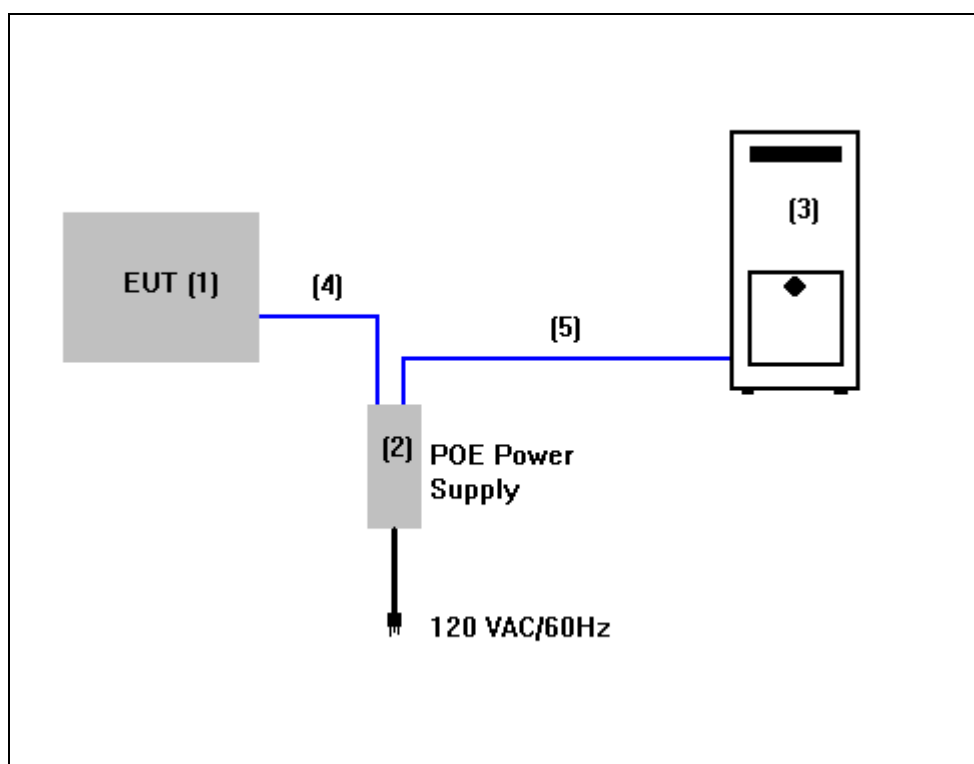 (3)
EUT (1)
(4)
(5)
(2)
POE Power
Supply
120 VAC/60Hz